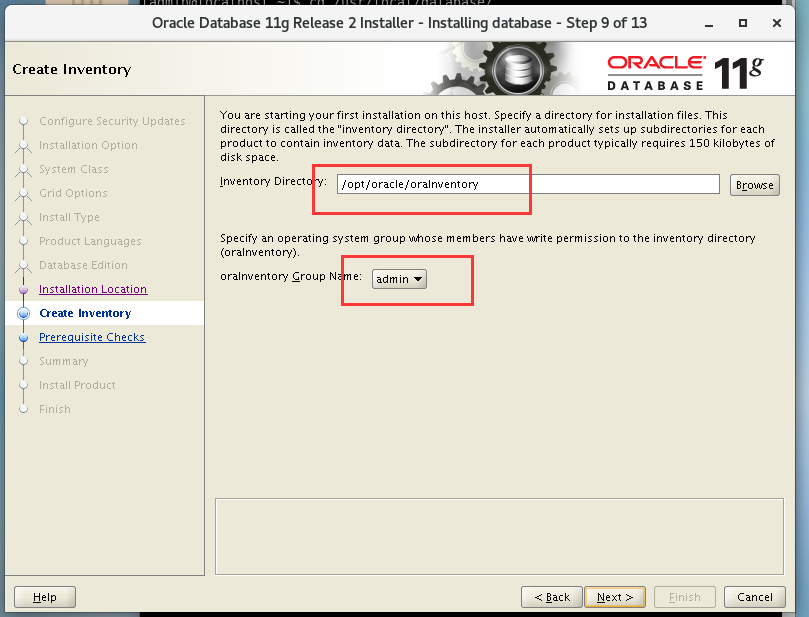 [admin@localhost ~]$ cd /usr/local/database/
Oracle Database 11g Release 2 Installer - Installing database - Step 9 of 13
Create Inventory
ORACLE
DATABASE
11g
Configure Security Updates
Installation Option
System Class
Grid Options
Install Type
Product Languages
Database Edition
Installation Location
Create Inventory
Prerequisite Checks
Summary
Install Product
Finish
You are starting your first installation on this host. Specify a directory for installation files. This
directory is called the "inventory directory". The installer automatically sets up subdirectories for each
product to contain inventory data. The subdirectory for each product typically requires 150 kilobytes of
disk space.
Inventory Directory: /opt/oracle/oraInventory Browse
Specify an operating system group whose members have write permission to the inventory directory
(oraInventory).
oraInventory Group Name: admin
Help < Back Next > Finish Cancel